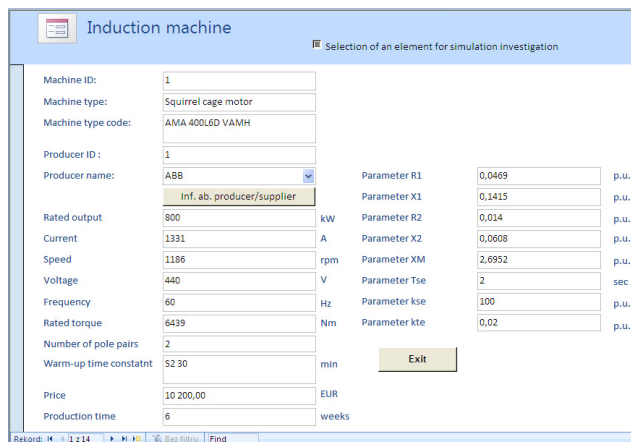 Induction machine
Selection of an element for simulation investigation
Machine ID: 1
Machine type: Squirrel cage motor
Machine type code: AMA 400L6D VAMH
Producer ID : 1
Producer name: ABB Parameter R1 0,0469 p.u.
Inf. ab. producer/supplier Parameter X1 0,1415 p.u.
Rated output 800 kW Parameter R2 0,014 p.u.
Current 1331 A Parameter X2 0,0608 p.u.
Speed 1186 rpm Parameter XM 2,6952 p.u.
Voltage 440 V Parameter Tse 2 sec
Frequency 60 Hz Parameter kse 100 p.u.
Rated torque 6439 Nm Parameter kte 0,02 p.u.
Number of pole pairs 2
Warm-up time constatnt S2 30 min Exit
Price 10 200,00 EUR
Production time 6 weeks
Rekord: 1 z 14 Bez filtru Find